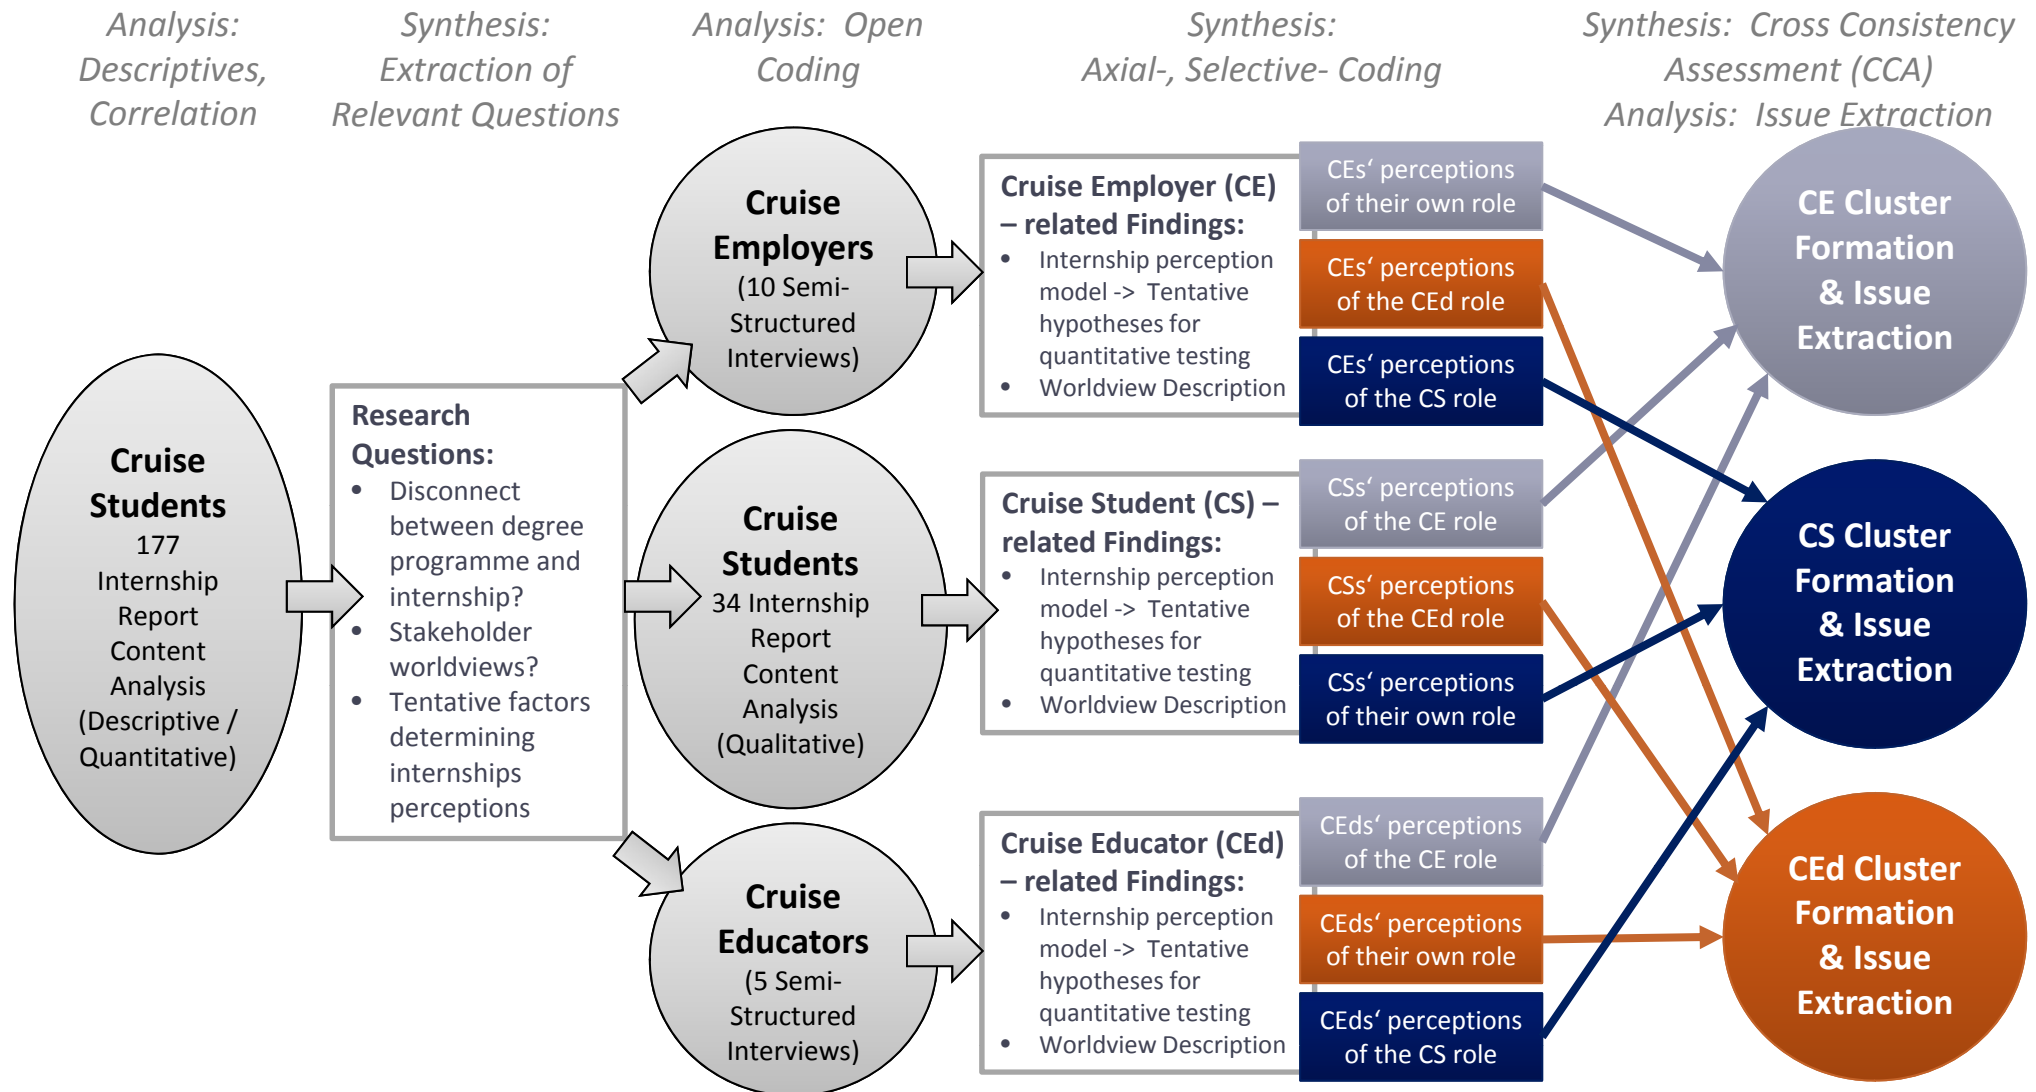 Analysis:
Descriptives,
Correlation
Synthesis:
Extraction of
Relevant Questions
Analysis:  Open
Coding
Synthesis:
Axial-, Selective- Coding
Synthesis:  Cross Consistency
Assessment (CCA)
Analysis:  Issue Extraction
Cruise
Students
177
Internship
Report
Content
Analysis
(Descriptive /
Quantitative)
Research
Questions:
• Disconnect
between degree
programme and
internship?
• Stakeholder
worldviews?
• Tentative factors
determining
internships
perceptions
Cruise
Employers
(10 Semi-
Structured
Interviews)
Cruise
Students
34 Internship
Report
Content
Analysis
(Qualitative)
Cruise
Educators
(5 Semi-
Structured
Interviews)
Cruise Employer (CE)
– related Findings:
• Internship perception
model -> Tentative
hypotheses for
quantitative testing
• Worldview Description
CEs‘ perceptions
of their own role
CEs‘ perceptions
of the CEd role
CEs‘ perceptions
of the CS role
Cruise Student (CS) –
related Findings:
• Internship perception
model -> Tentative
hypotheses for
quantitative testing
• Worldview Description
CSs‘ perceptions
of the CE role
CSs‘ perceptions
of the CEd role
CSs‘ perceptions
of their own role
Cruise Educator (CEd)
– related Findings:
• Internship perception
model -> Tentative
hypotheses for
quantitative testing
• Worldview Description
CEds‘ perceptions
of the CE role
CEds‘ perceptions
of their own role
CEds‘ perceptions
of the CS role
CE Cluster
Formation
& Issue
Extraction
CS Cluster
Formation
& Issue
Extraction
CEd Cluster
Formation
& Issue
Extraction